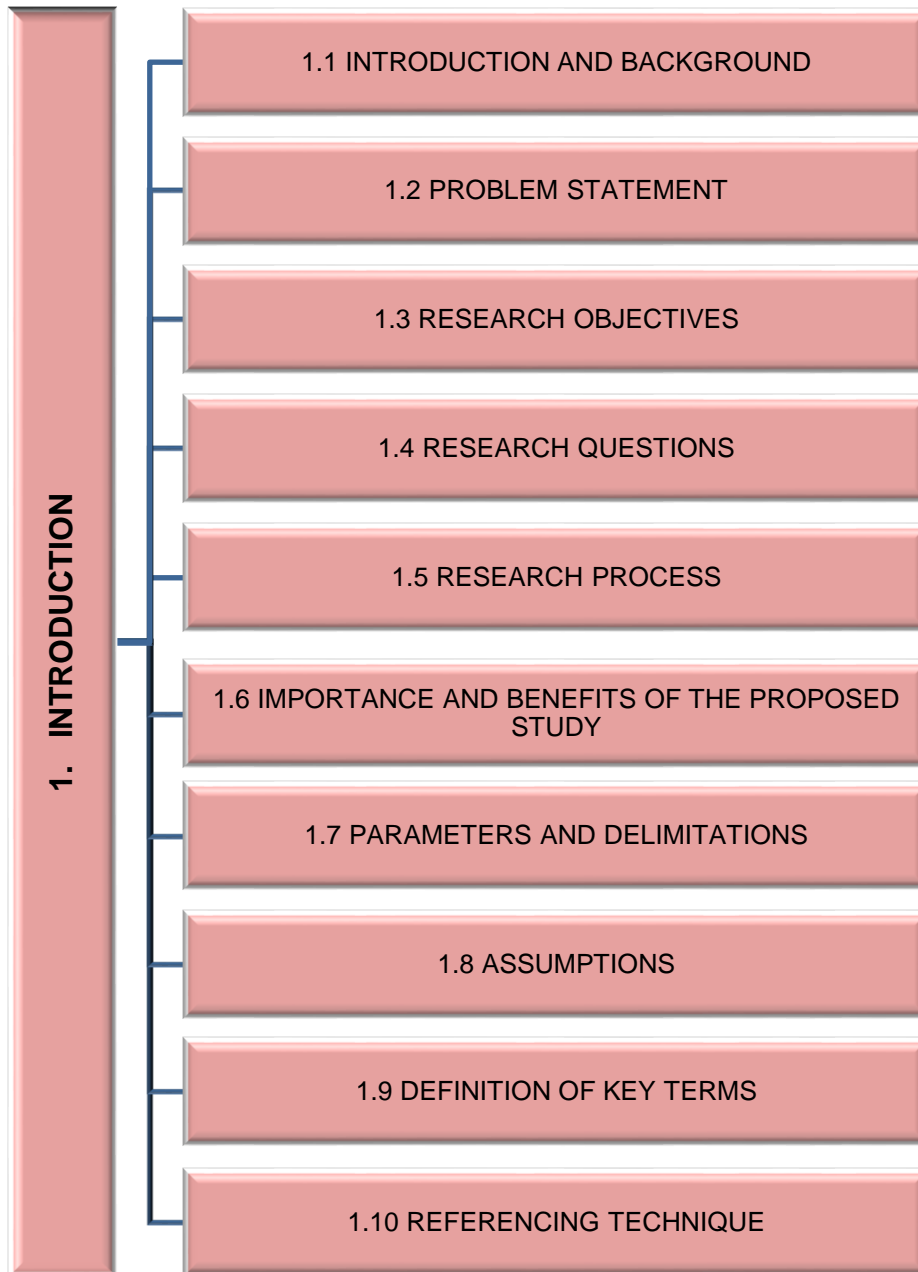 1. INTRODUCTION
1.1 INTRODUCTION AND BACKGROUND
1.2 PROBLEM STATEMENT
1.3 RESEARCH OBJECTIVES
1.4 RESEARCH QUESTIONS
1.5 RESEARCH PROCESS
1.6 IMPORTANCE AND BENEFITS OF THE PROPOSED
STUDY
1.7 PARAMETERS AND DELIMITATIONS
1.8 ASSUMPTIONS
1.9 DEFINITION OF KEY TERMS
1.10 REFERENCING TECHNIQUE